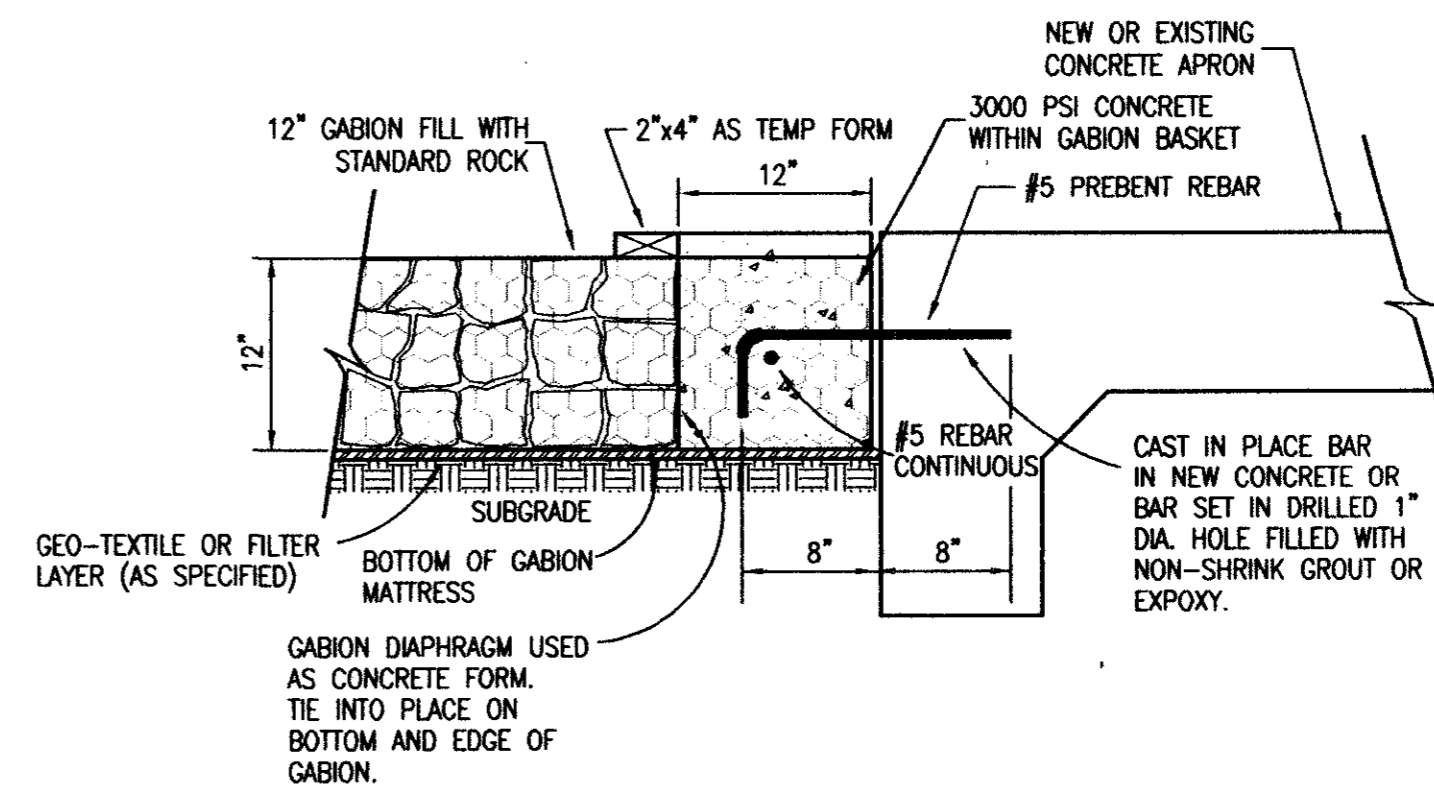 NEW OR EXISTING
CONCRETE APRON
3000 PSI CONCRETE
WITHIN GABION BASKET
12" GABION FILL WITH
STANDARD ROCK
2"x4" AS TEMP FORM
12"
#5 PREBENT REBAR
12"
#5 REBAR
CONTINUOUS
CAST IN PLACE BAR
IN NEW CONCRETE OR
BAR SET IN DRILLED 1"
DIA. HOLE FILLED WITH
NON-SHRINK GROUT OR
EXPOXY.
SUBGRADE
GEO-TEXTILE OR FILTER
LAYER (AS SPECIFIED)
BOTTOM OF GABION
MATTRESS
8"
8"
GABION DIAPHRAGM USED
AS CONCRETE FORM.
TIE INTO PLACE ON
BOTTOM AND EDGE OF
GABION.